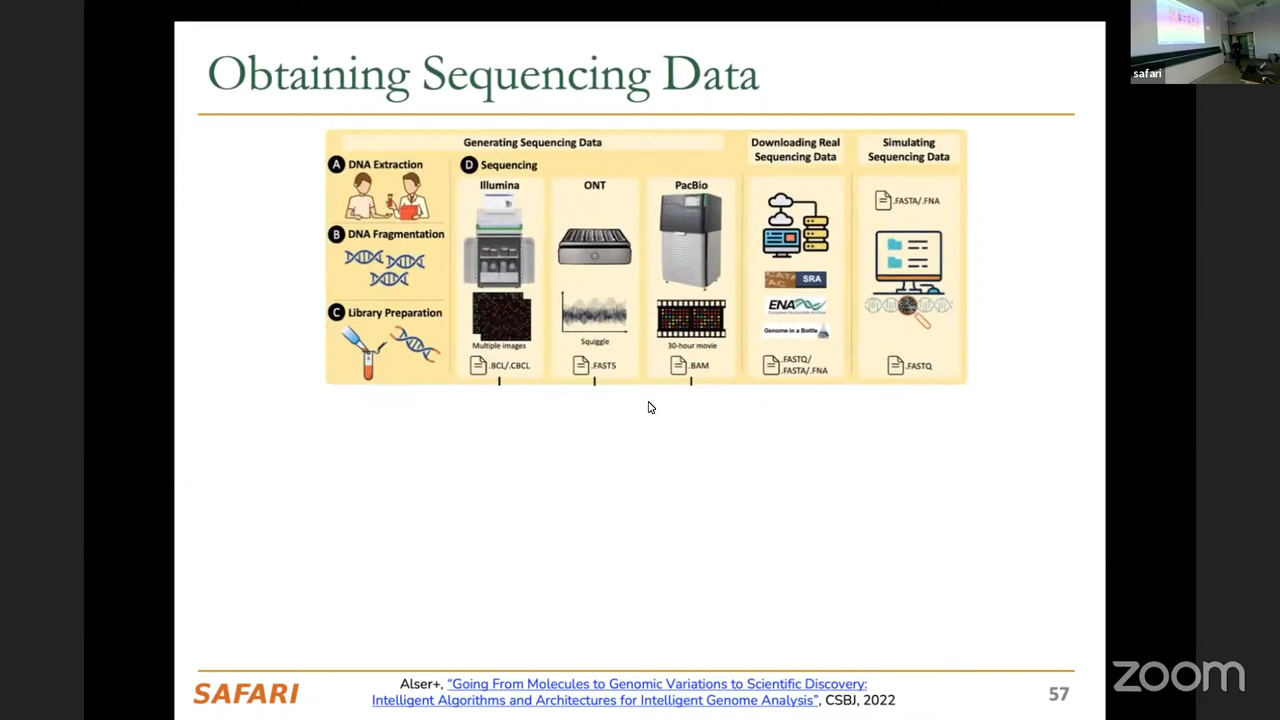 safari
Obtaining Sequencing Data
Generating Sequencing Data
A DNA Extraction
B DNA Fragmentation
C Library Preparation
D Sequencing
Illumina
Multiple images
.BCL/.CBCL
ONT
Squiggle
.FAST5
PacBio
30-hour movie
.BAM
Downloading Real
Sequencing Data
SRA
ENA
European Nucleotide Archive
Genome in a Bottle
.FASTQ/
.FASTA/.FNA
Simulating
Sequencing Data
.FASTA/.FNA
.FASTQ
SAFARI
Alser+, “Going From Molecules to Genomic Variations to Scientific Discovery:
Intelligent Algorithms and Architectures for Intelligent Genome Analysis”, CSBJ, 2022
57
zoom